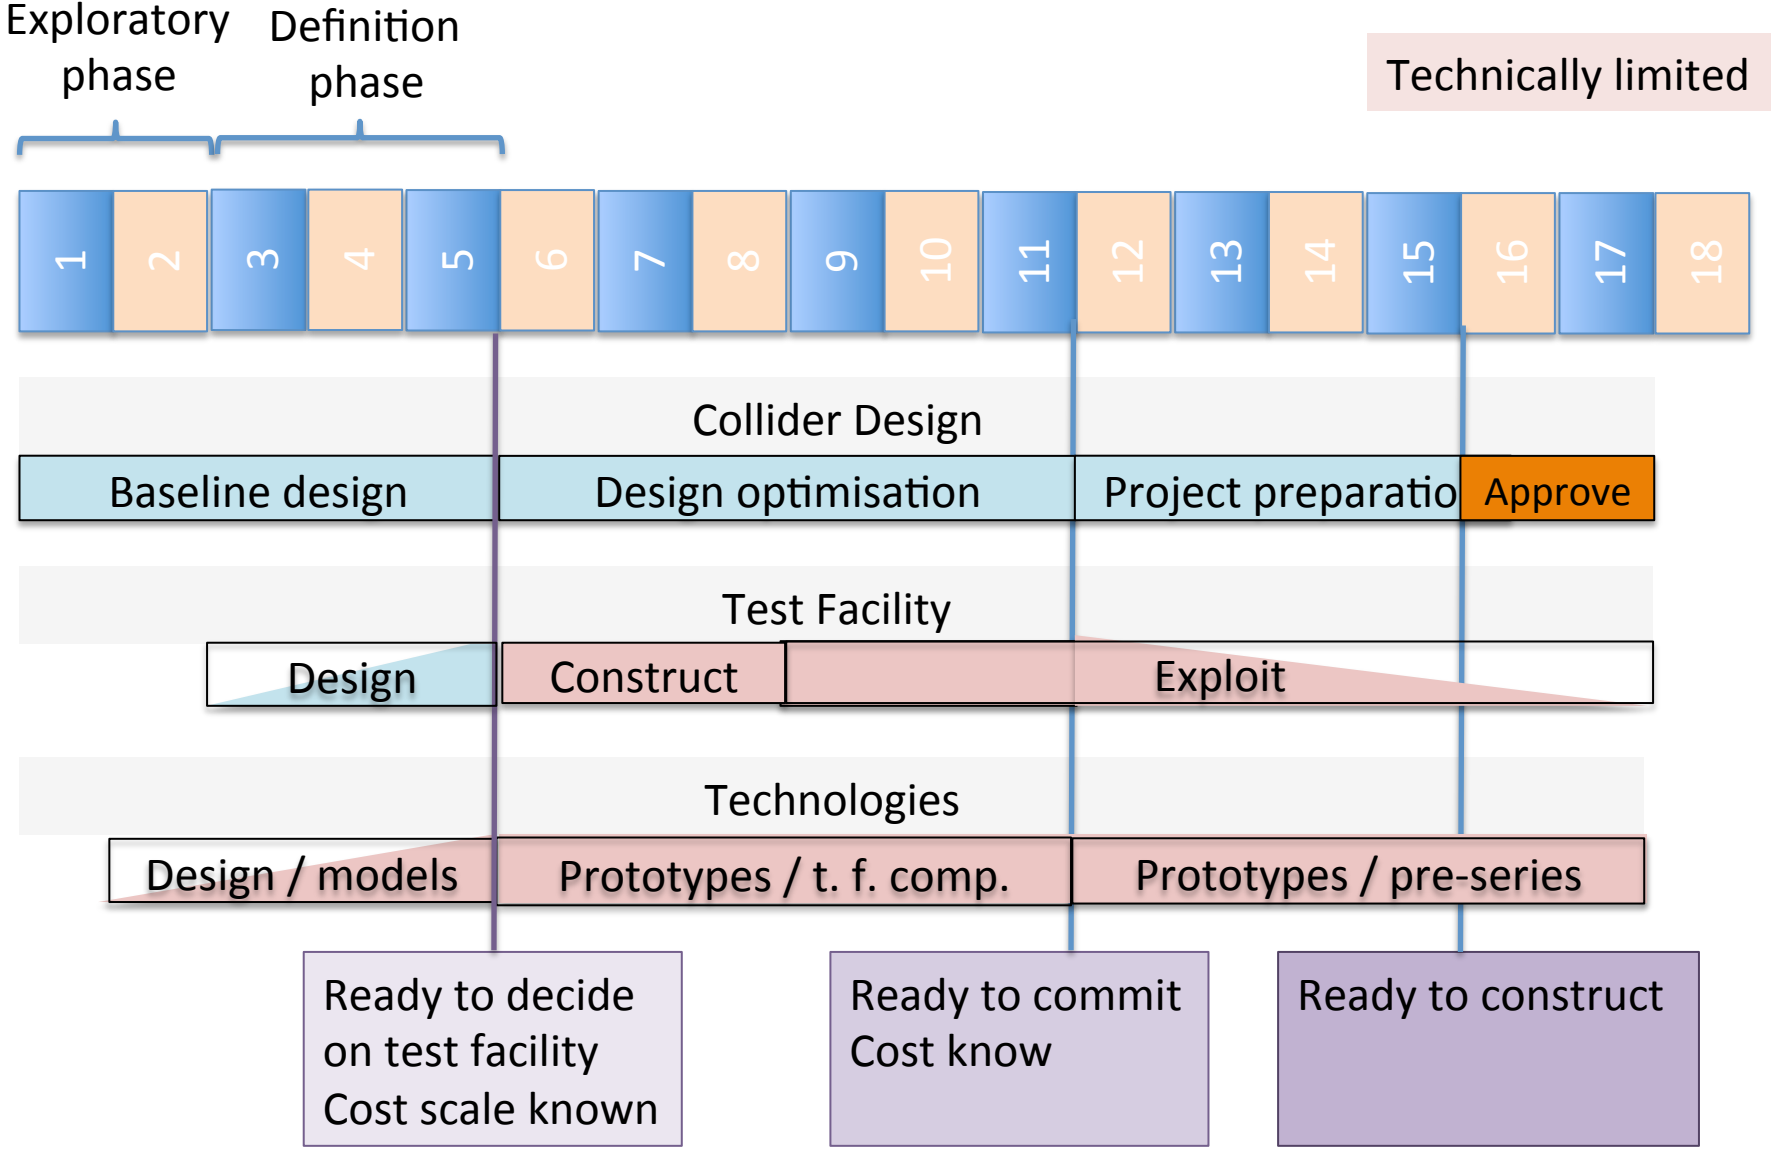 Exploratory
phase
Definition
phase
Technically limited
1 2 3 4 5 6 7 8 9 10 11 12 13 14 15 16 17 18
Collider Design
Baseline design
Design optimisation
Project preparatio
Approve
Test Facility
Design
Construct
Exploit
Technologies
Design / models
Prototypes / t. f. comp.
Prototypes / pre-series
Ready to decide
on test facility
Cost scale known
Ready to commit
Cost know
Ready to construct